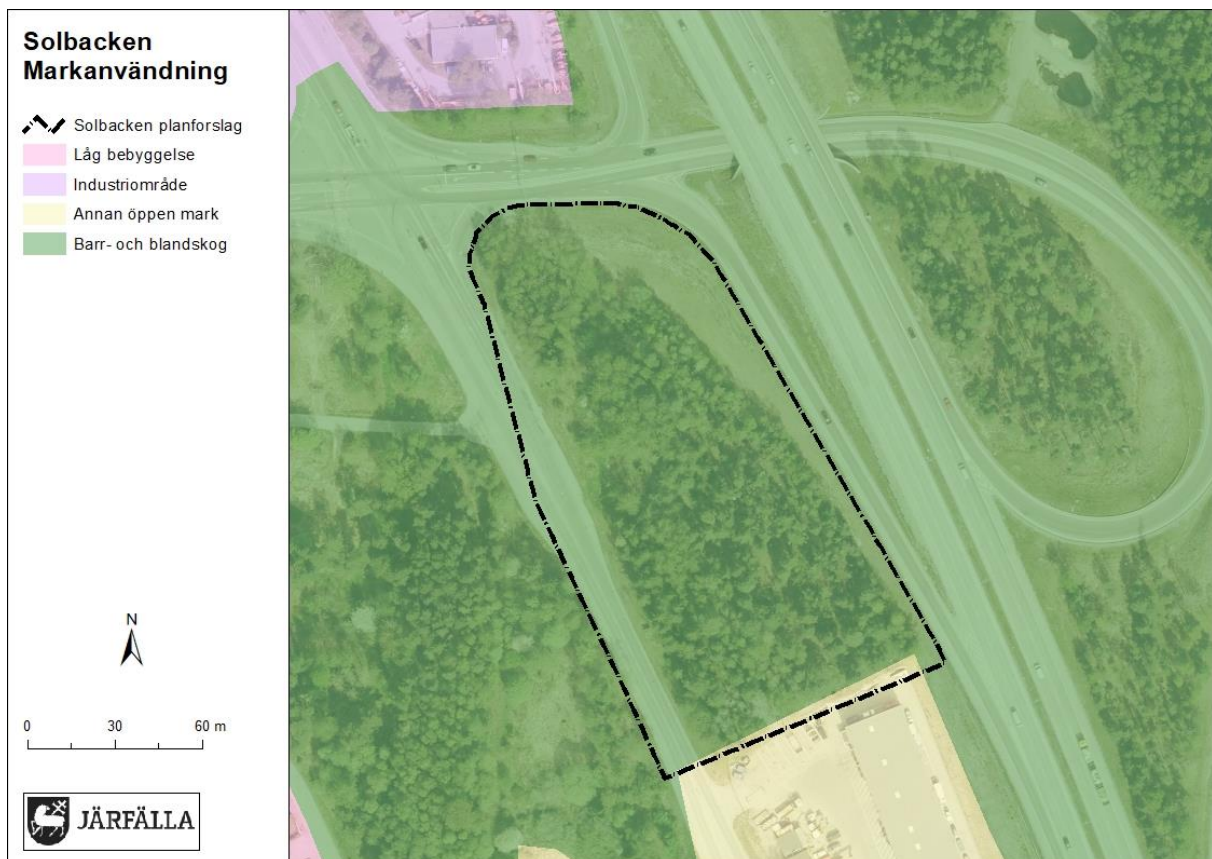 Solbacken
Markanvändning
Solbacken planforslag
Låg bebyggelse
Industriområde
Annan öppen mark
Barr- och blandskog
N
0 30 60 m
JÄRFÄLLA